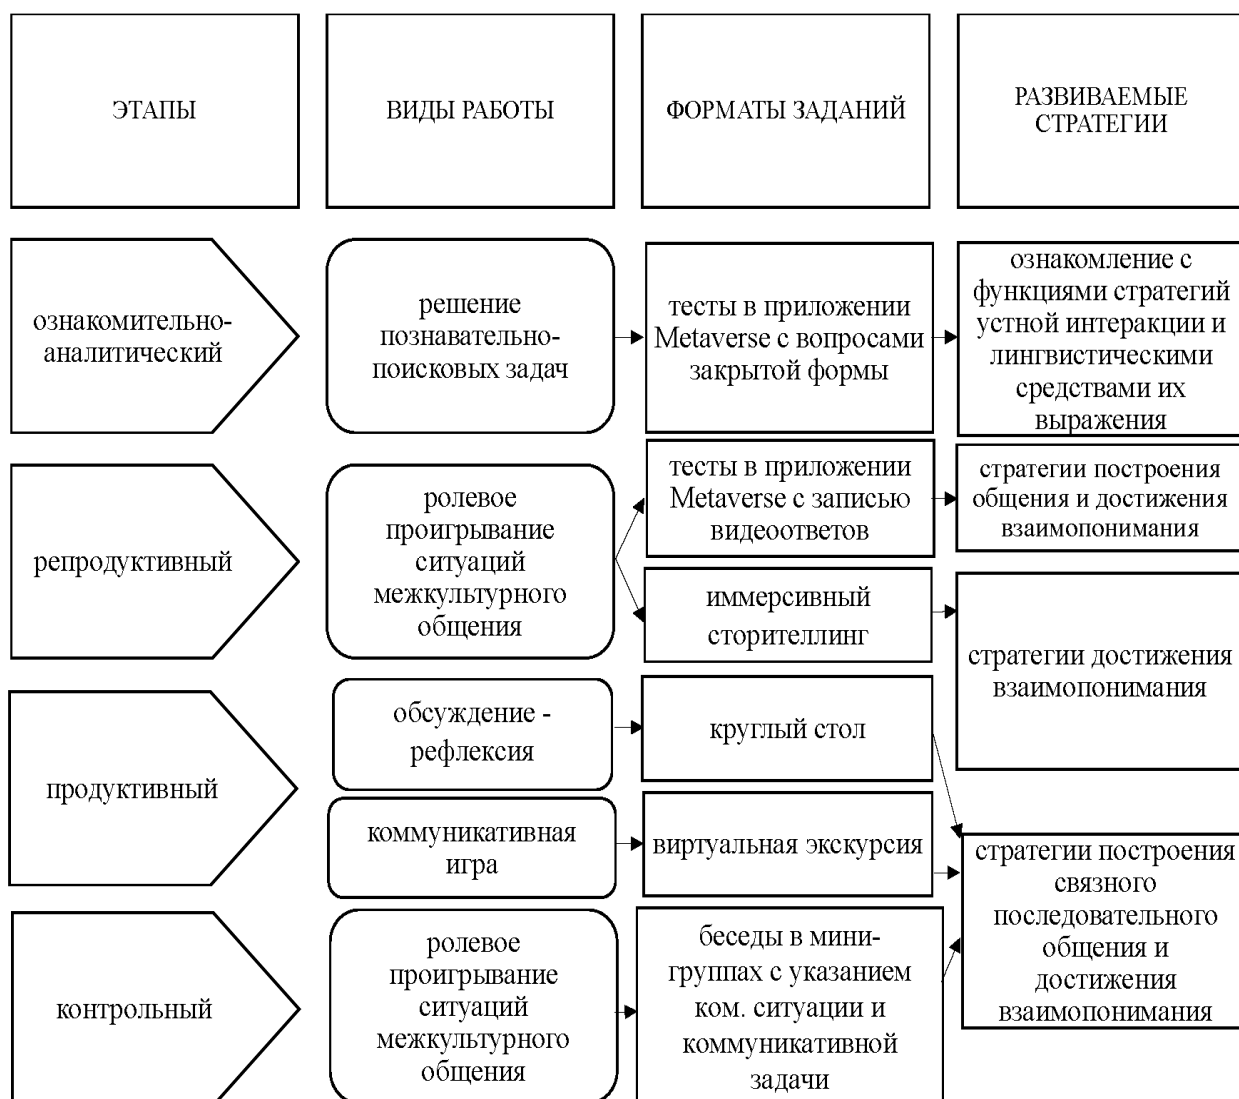 ЭТАПЫ
ВИДЫ РАБОТЫ
ФОРМАТЫ ЗАДАНИЙ
РАЗВИВАЕМЫЕ
СТРАТЕГИИ
ознакомительно-
аналитический
решение
познавательно-
поисковых задач
тесты в приложении
Metaverse с вопросами
закрытой формы
ознакомление с
функциями стратегий
устной интеракции и
лингвистическими
средствами их
выражения
репродуктивный
ролевое
проигрывание
ситуаций
межкультурного
общения
тесты в приложении
Metaverse с записью
видеоответов
стратегии построения
общения и достижения
взаимопонимания
иммерсивный
сторителлинг
стратегии достижения
взаимопонимания
продуктивный
обсуждение -
рефлексия
круглый стол
коммуникативная
игра
виртуальная экскурсия
стратегии построения
связного
последовательного
общения и
достижения
взаимопонимания
контрольный
ролевое
проигрывание
ситуаций
межкультурного
общения
беседы в мини-
группах с указанием
ком. ситуации и
коммуникативной
задачи